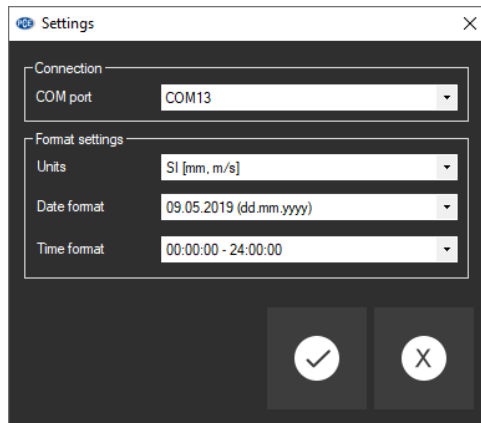 PCE Settings
Connection
COM port COM13
Format settings
Units SI [mm, m/s]
Date format 09.05.2019 (dd.mm.yyyy)
Time format 00:00:00 - 24:00:00
X